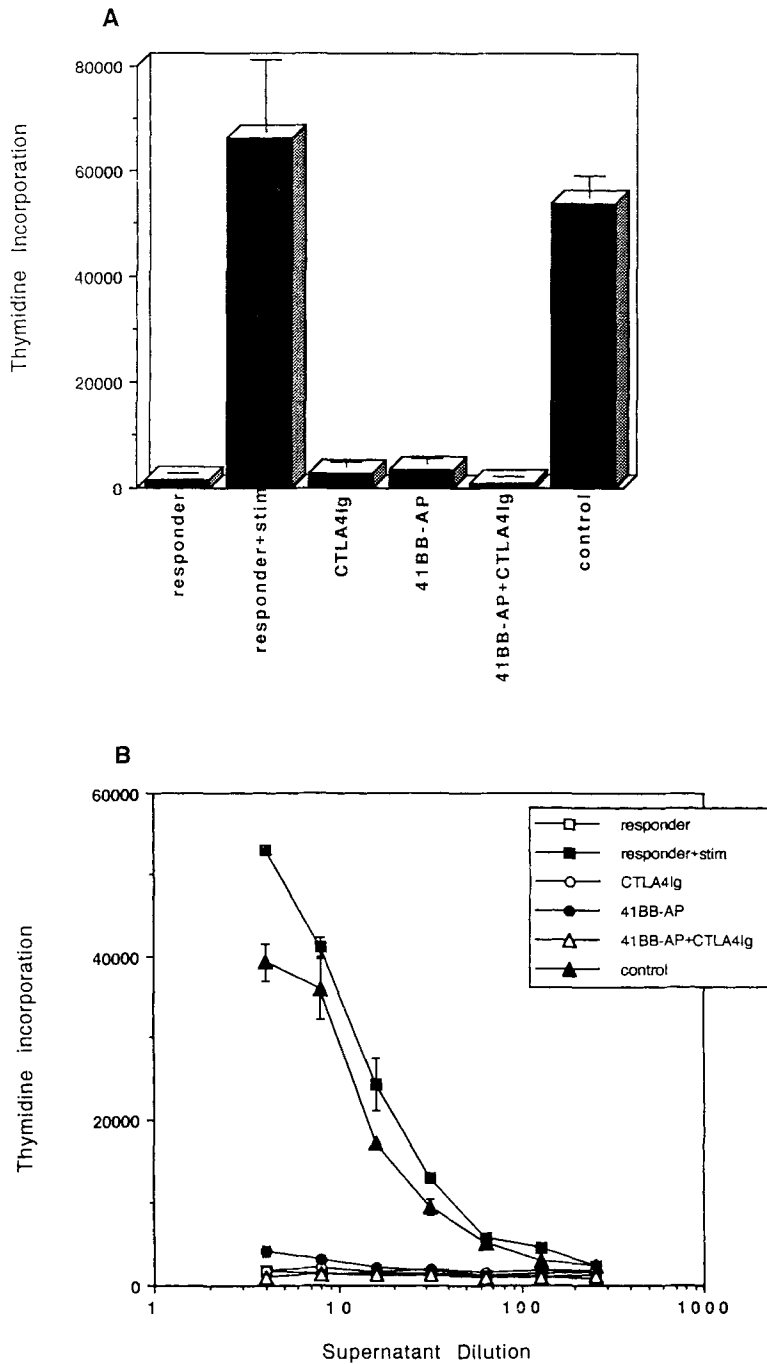 A
Thymidine Incorporation
80000
60000
40000
20000
0
responder
responder+stim
CTLA4Ig
41BB-AP
41BB-AP+CTLA4Ig
control
B
Thymidine incorporation
60000
40000
20000
0
1
10
100
1000
Supernatant Dilution
responder
responder+stim
CTLA4Ig
41BB-AP
41BB-AP+CTLA4Ig
control